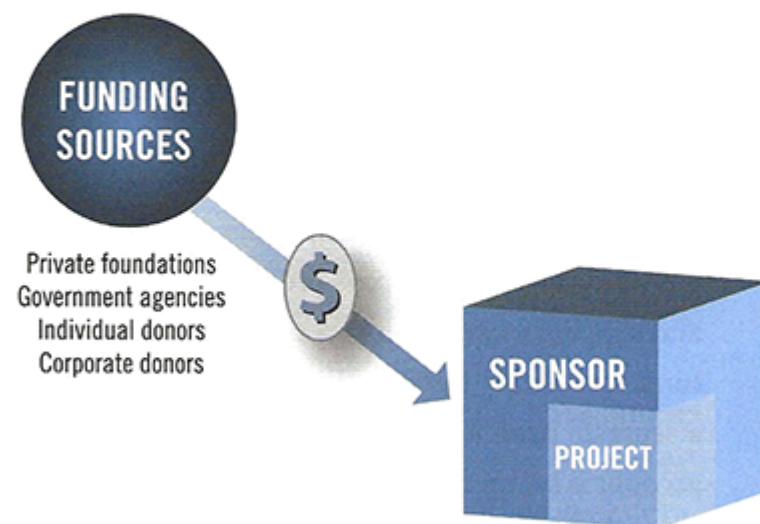 FUNDING
SOURCES
Private foundations
Government agencies
Individual donors
Corporate donors
$
SPONSOR
PROJECT